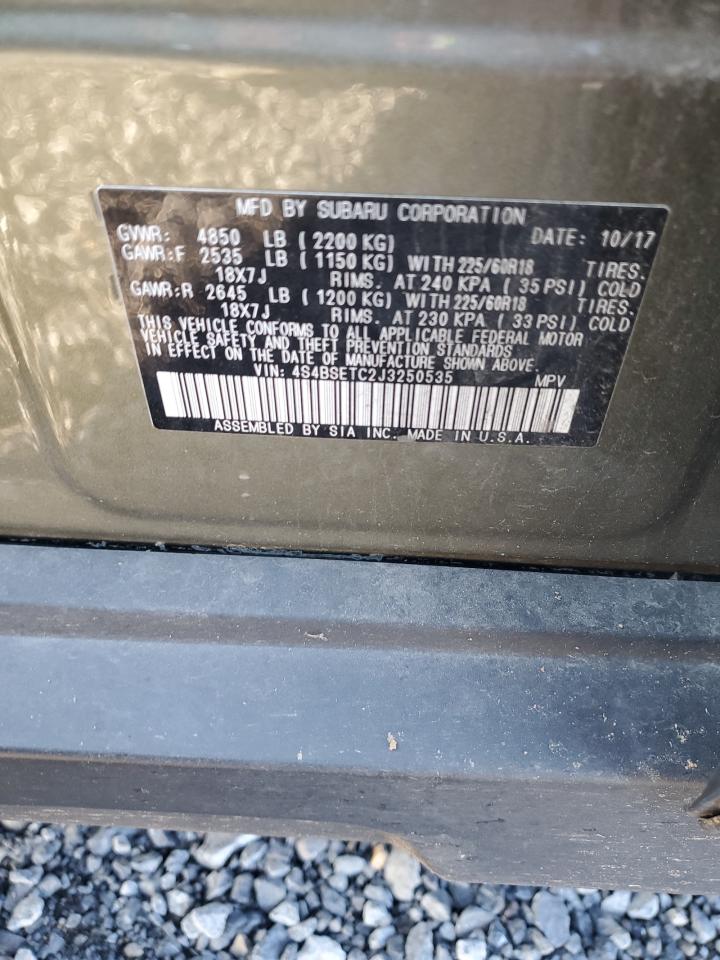 MFD BY SUBARU CORPORATION
GVWR: 4850 LB ( 2200 KG) DATE: 10/17
GAWR:F 2535 LB ( 1150 KG) WITH 225/60R18 TIRES.
18X7J RIMS. AT 240 KPA ( 35 PSI) COLD
GAWR:R 2645 LB ( 1200 KG) WITH 225/60R18 TIRES.
18X7J RIMS. AT 230 KPA ( 33 PSI) COLD
THIS VEHICLE CONFORMS TO ALL APPLICABLE FEDERAL MOTOR
VEHICLE SAFETY AND THEFT PREVENTION STANDARDS
IN EFFECT ON THE DATE OF MANUFACTURE SHOWN ABOVE.
VIN: 4S4BSETC2J3250535 MPV
ASSEMBLED BY SIA INC. MADE IN U.S.A.